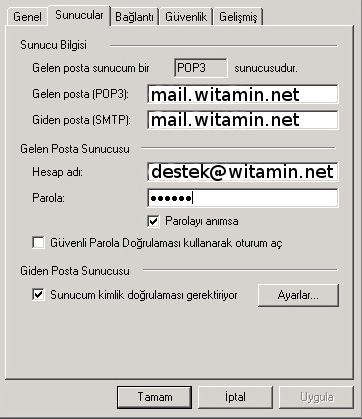 Genel Sunucular Bağlantı Güvenlik Gelişmiş
Sunucu Bilgisi
Gelen posta sunucum bir POP3 sunucusudur.
Gelen posta (POP3): mail.witamin.net
Giden posta (SMTP): mail.witamin.net
Gelen Posta Sunucusu
Hesap adı: destek@witamin.net
Parola: ••••••
Parolayı anımsa
Güvenli Parola Doğrulaması kullanarak oturum aç
Giden Posta Sunucusu
Sunucum kimlik doğrulaması gerektiriyor Ayarlar...
Tamam İptal Uygula